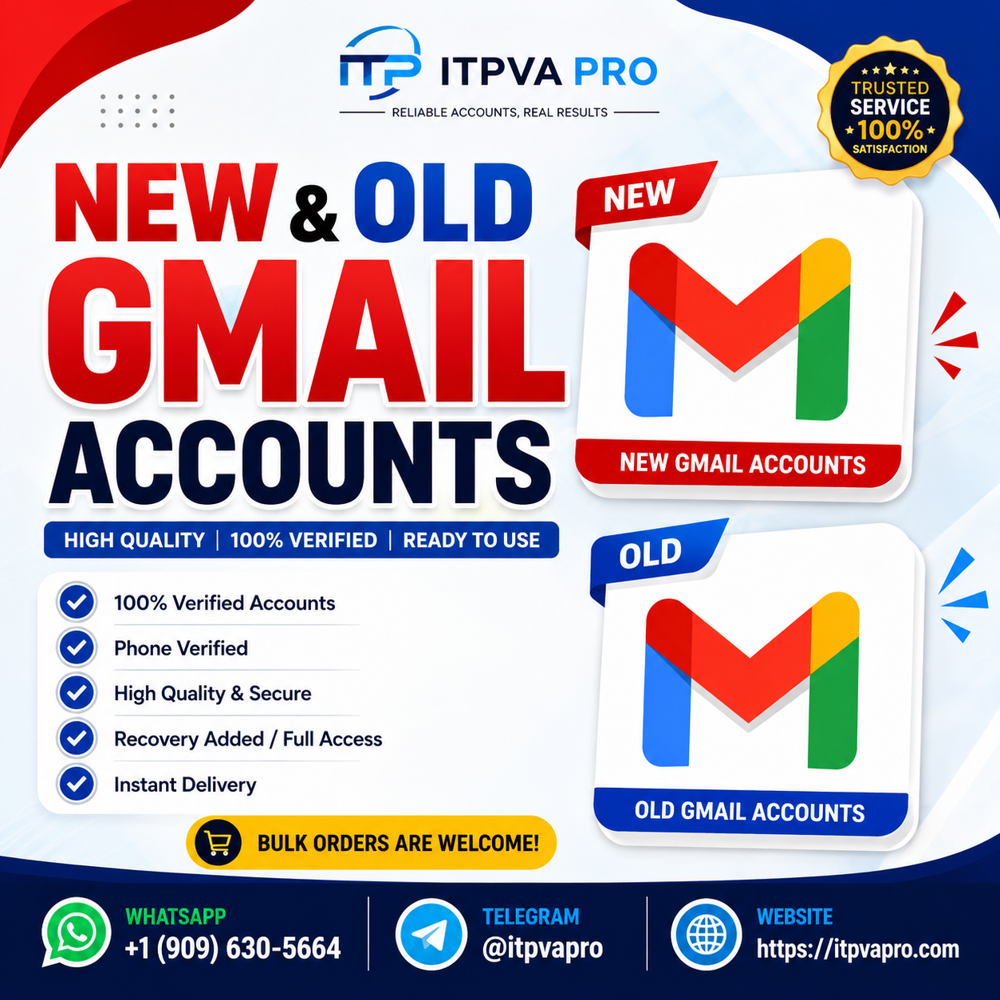 ITP ITPVA PRO
RELIABLE ACCOUNTS, REAL RESULTS
TRUSTED
SERVICE
100%
SATISFACTION
NEW & OLD
GMAIL
ACCOUNTS
HIGH QUALITY | 100% VERIFIED | READY TO USE
100% Verified Accounts
Phone Verified
High Quality & Secure
Recovery Added / Full Access
Instant Delivery
BULK ORDERS ARE WELCOME!
NEW
NEW GMAIL ACCOUNTS
OLD
OLD GMAIL ACCOUNTS
WHATSAPP
+1 (909) 630-5664
TELEGRAM
@itpvapro
WEBSITE
https://itpvapro.com